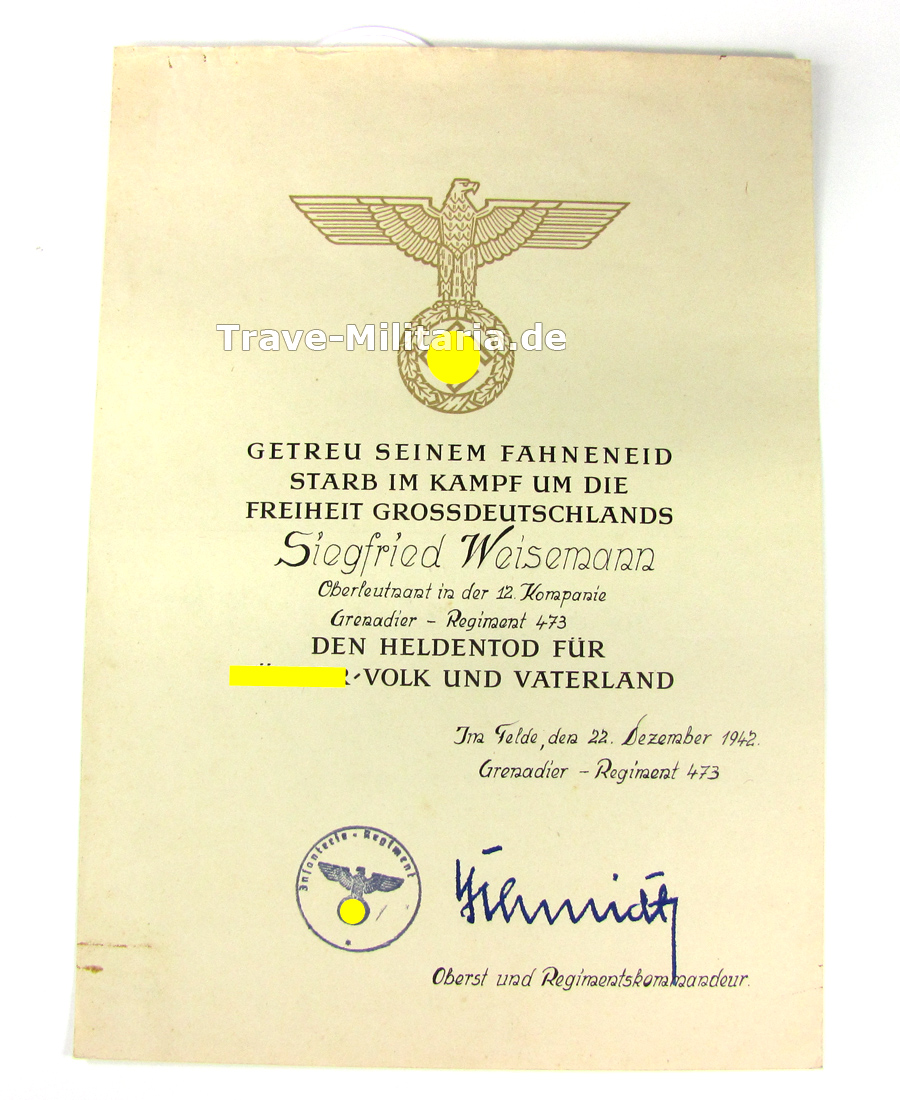 Trave-Militaria.de
GETREU SEINEM FAHNENEID
STARB IM KAMPF UM DIE
FREIHEIT GROSSDEUTSCHLANDS
Siegfried Weisemann
Oberleutnant in der 12. Kompanie
Grenadier - Regiment 473
DEN HELDENTOD FÜR
VOLK UND VATERLAND
Im Felde, den 22. Dezember 1942.
Grenadier - Regiment 473
Infanterie - Regiment
Schmidt
Oberst und Regimentskommandeur.